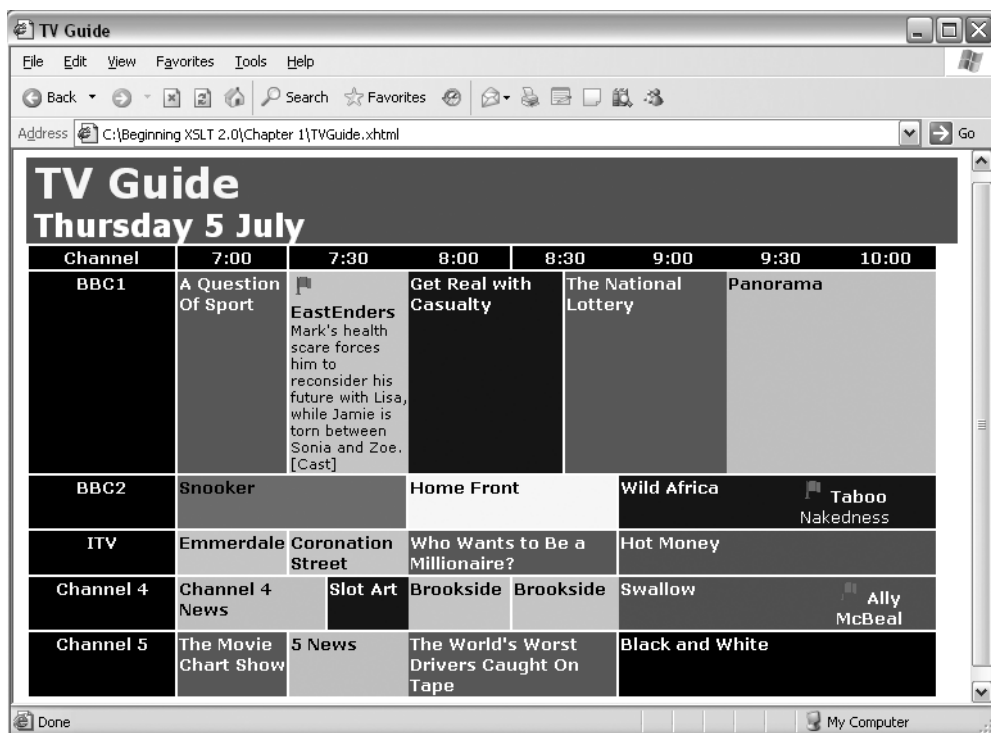 TV Guide
File Edit View Favorites Tools Help
Back Search Favorites
Address C:\Beginning XSLT 2.0\Chapter 1\TVGuide.xhtml Go
TV Guide
Thursday 5 July
Channel 7:00 7:30 8:00 8:30 9:00 9:30 10:00
BBC1
A Question
Of Sport
EastEnders
Mark's health
scare forces
him to
reconsider his
future with Lisa,
while Jamie is
torn between
Sonia and Zoe.
[Cast]
Get Real with
Casualty
The National
Lottery
Panorama
BBC2
Snooker
Home Front
Wild Africa
Taboo
Nakedness
ITV
Emmerdale
Coronation
Street
Who Wants to Be a
Millionaire?
Hot Money
Channel 4
Channel 4
News
Slot Art
Brookside
Brookside
Swallow
Ally
McBeal
Channel 5
The Movie
Chart Show
5 News
The World's Worst
Drivers Caught On
Tape
Black and White
Done My Computer